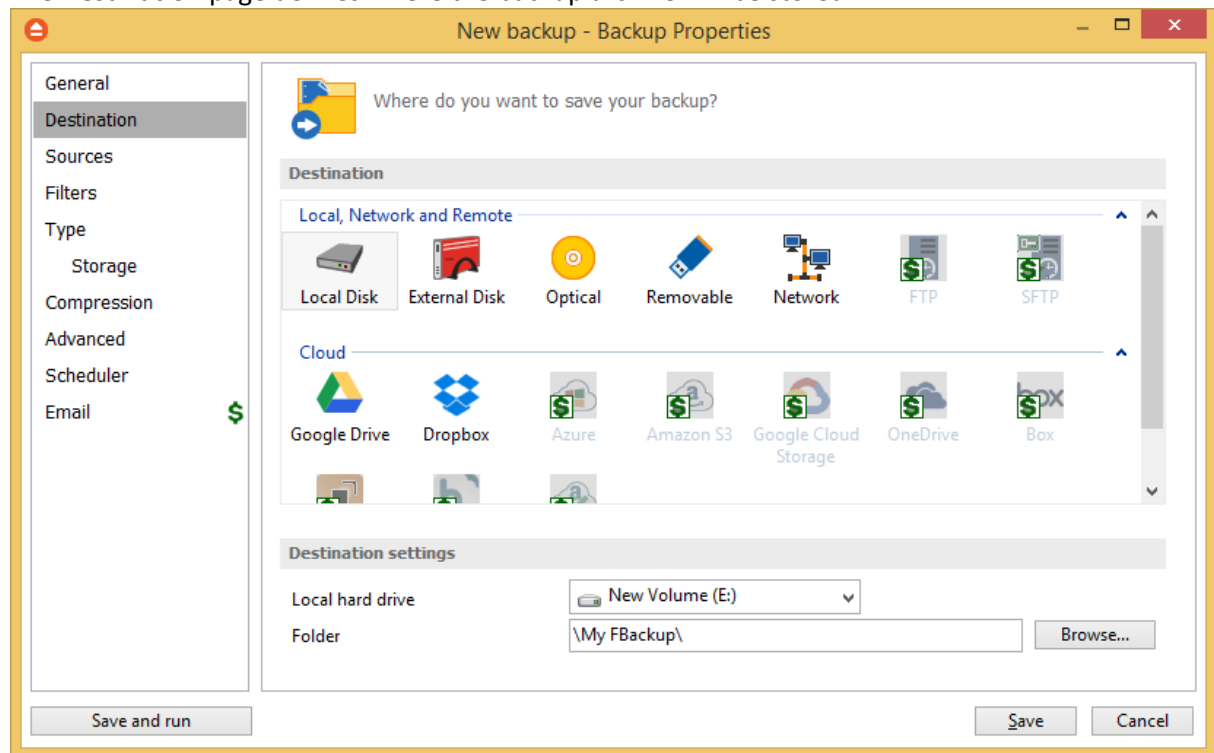 New backup - Backup Properties
General
Destination
Sources
Filters
Type
Storage
Compression
Advanced
Scheduler
Email $
Where do you want to save your backup?
Destination
Local, Network and Remote
Local Disk External Disk Optical Removable Network FTP SFTP
Cloud
Google Drive Dropbox Azure Amazon S3 Google Cloud Storage OneDrive Box
Destination settings
Local hard drive New Volume (E:)
Folder \My FBackup\ Browse...
Save and run Save Cancel